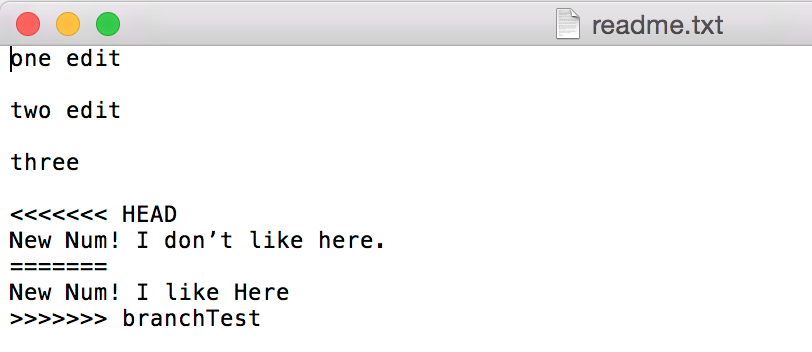 readme.txt
one edit
two edit
three
<<<<<<< HEAD
New Num! I don’t like here.
=======
New Num! I like Here
>>>>>>> branchTest